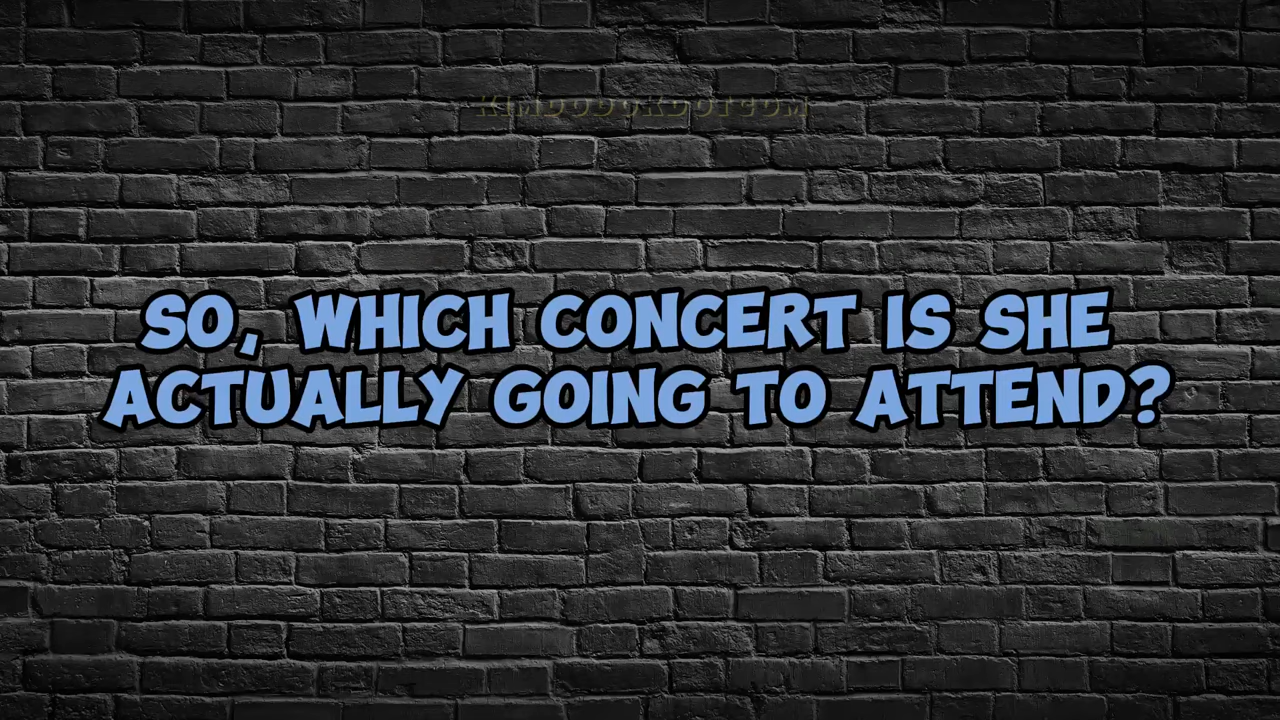 SO, WHICH CONCERT IS SHE
ACTUALLY GOING TO ATTEND?